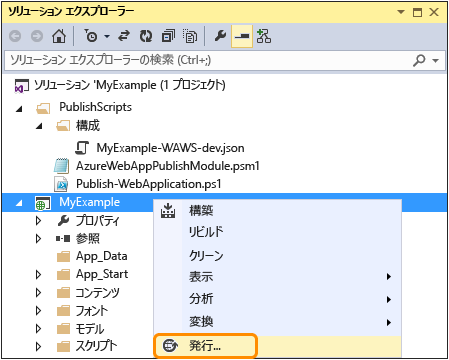 ソリューション エクスプローラー
ソリューション エクスプローラーの検索 (Ctrl+;)
ソリューション 'MyExample' (1 プロジェクト)
PublishScripts
構成
MyExample-WAWS-dev.json
AzureWebAppPublishModule.psm1
Publish-WebApplication.ps1
MyExample
プロパティ
参照
App_Data
App_Start
コンテンツ
フォント
モデル
スクリプト
構築
リビルド
クリーン
表示
分析
変換
発行...